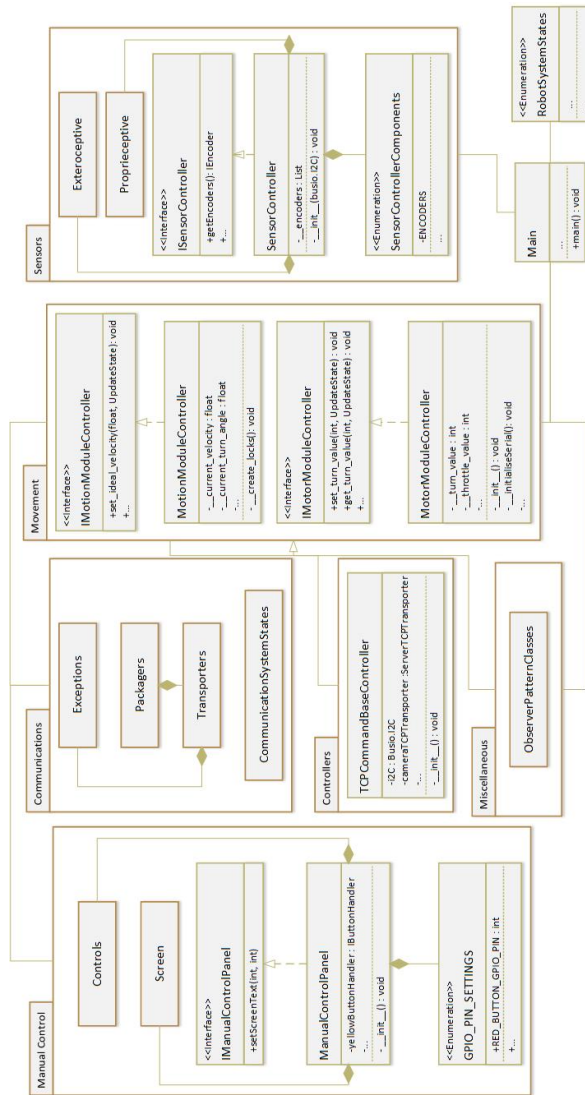 Manual Control
Controls
Screen
<<Interface>>
IManualControlPanel
+setScreenText(int, int)
ManualControlPanel
-yellowButtonHandler : IButtonHandler
-...
-__init__() : void
<<Enumeration>>
GPIO_PIN_SETTINGS
+RED_BUTTON_GPIO_PIN : int
+...
Communications
Exceptions
Packagers
Transporters
CommunicationSystemStates
Controllers
TCPCommandBaseController
-i2C : Busio.I2C
-cameraTCPTransporter :ServerTCPTransporter
-...
-__init__() : void
Miscellaneous
ObserverPatternClasses
Movement
<<Interface>>
IMotionModuleController
+set_ideal_velocity(float, UpdateState): void
+...
MotionModuleController
-__current_velocity : float
-__current_turn_angle : float
-...
-__create_locks(): void
<<Interface>>
IMotorModuleController
+set_turn_value(int, UpdateState) : void
+get_turn_value(int, UpdateState) : void
+...
MotorModuleController
-__turn_value : int
-__throttle_value : int
-...
-__init__() : void
-__initialiseSerial(): void
-...
Sensors
Exteroceptive
Proprieceptive
<<Interface>>
ISensorController
+getEncoders(): IEncoder
+...
SensorController
-__encoders : List
-__init__(busio.I2C) : void
<<Enumeration>>
SensorControllerComponents
-ENCODERS
...
Main
...
+main() : void
<<Enumeration>>
RobotSystemStates
...